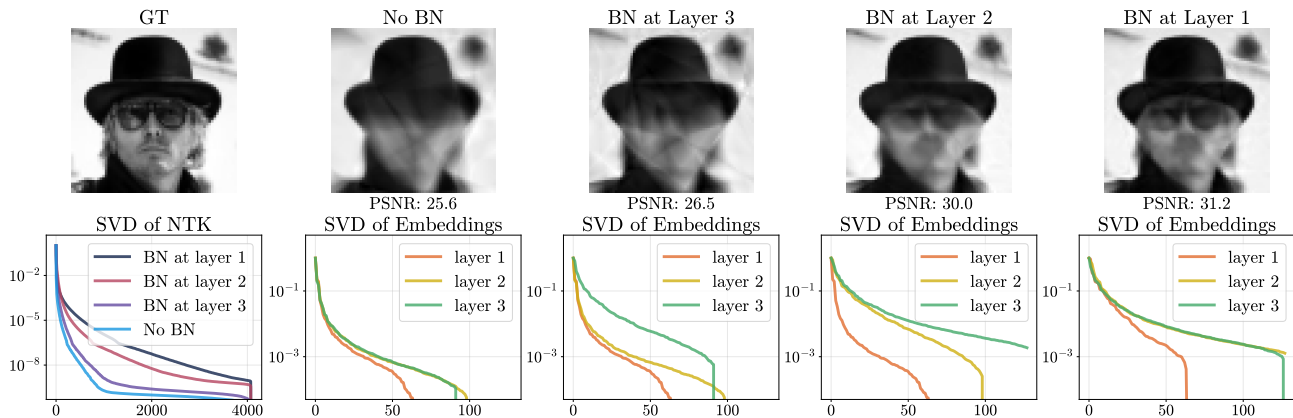 GT
No BN
BN at Layer 3
BN at Layer 2
BN at Layer 1
PSNR: 25.6
PSNR: 26.5
PSNR: 30.0
PSNR: 31.2
SVD of NTK
SVD of Embeddings
SVD of Embeddings
SVD of Embeddings
SVD of Embeddings
10⁻²
10⁻⁵
10⁻⁸
BN at layer 1
BN at layer 2
BN at layer 3
No BN
0
2000
4000
10⁻¹
10⁻³
layer 1
layer 2
layer 3
0
50
100
10⁻¹
10⁻³
layer 1
layer 2
layer 3
0
50
100
10⁻¹
10⁻³
layer 1
layer 2
layer 3
0
50
100
10⁻¹
10⁻³
layer 1
layer 2
layer 3
0
100